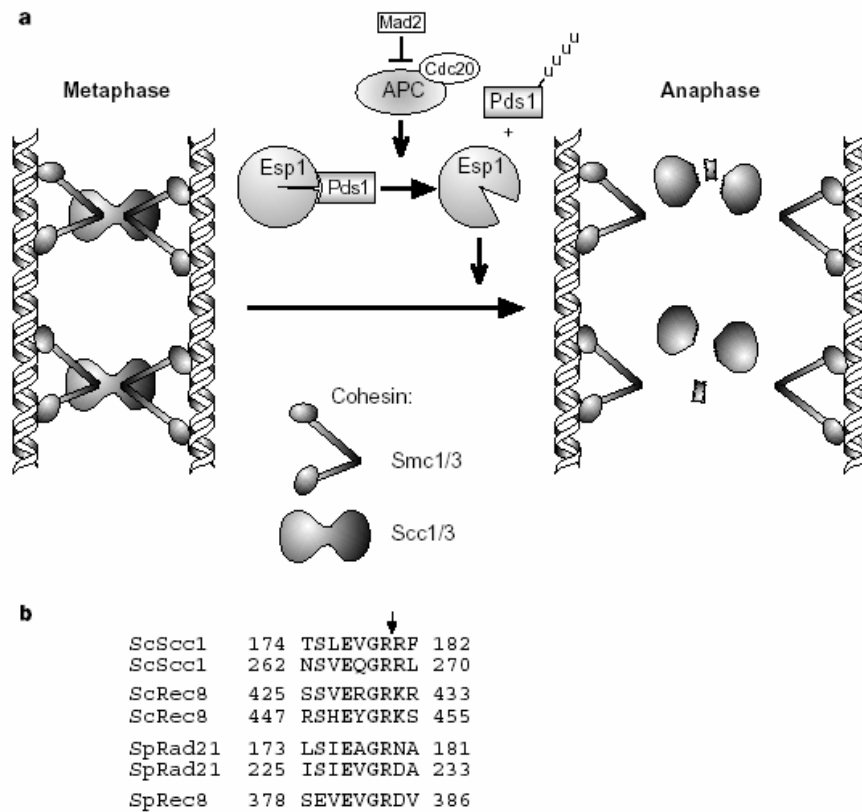 a
Mad2
Cdc20
APC
u
u
u
u
Pds1
+
Metaphase
Anaphase
Esp1
Pds1
Esp1
Cohesin:
Smc1/3
Scc1/3
b
ScScc1 174 TSLEVGRRF 182
ScScc1 262 NSVEQGRRL 270
ScRec8 425 SSVERGRKR 433
ScRec8 447 RSHEYGRKS 455
SpRad21 173 LSIEAGRNA 181
SpRad21 225 ISIEVGRDA 233
SpRec8 378 SEVEVGRDV 386